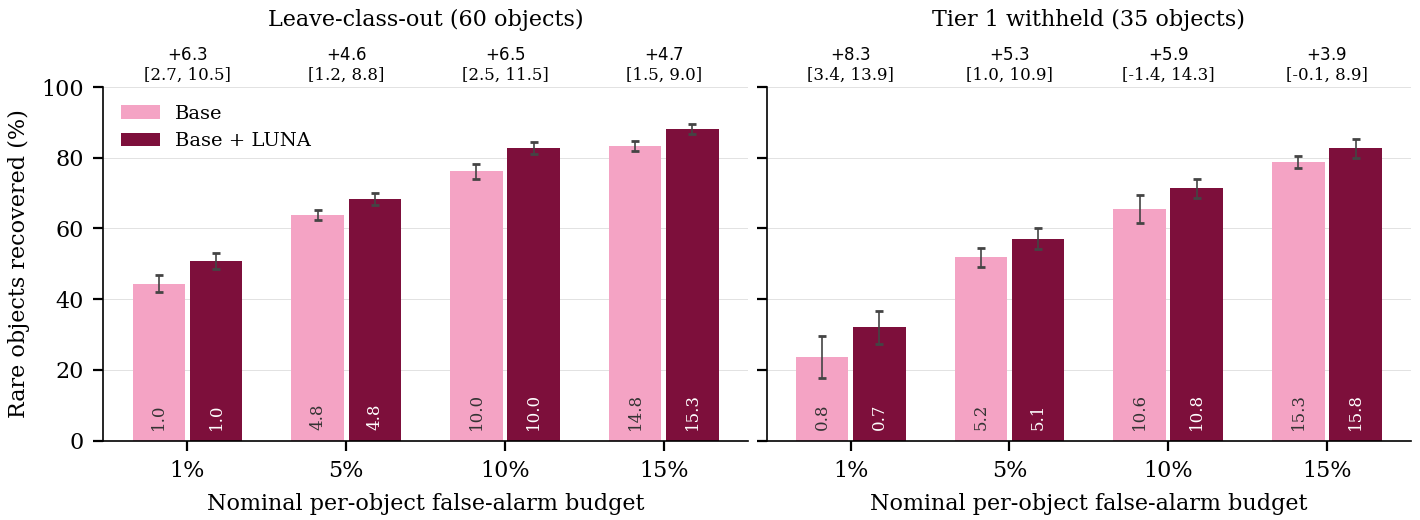 Leave-class-out (60 objects)
+6.3 +4.6 +6.5 +4.7
[2.7, 10.5] [1.2, 8.8] [2.5, 11.5] [1.5, 9.0]
Rare objects recovered (%)
100
80
60
40
20
0
Base
Base + LUNA
1.0 1.0 4.8 4.8 10.0 10.0 14.8 15.3
1% 5% 10% 15%
Nominal per-object false-alarm budget
Tier 1 withheld (35 objects)
+8.3 +5.3 +5.9 +3.9
[3.4, 13.9] [1.0, 10.9] [-1.4, 14.3] [-0.1, 8.9]
0.8 0.7 5.2 5.1 10.6 10.8 15.3 15.8
1% 5% 10% 15%
Nominal per-object false-alarm budget